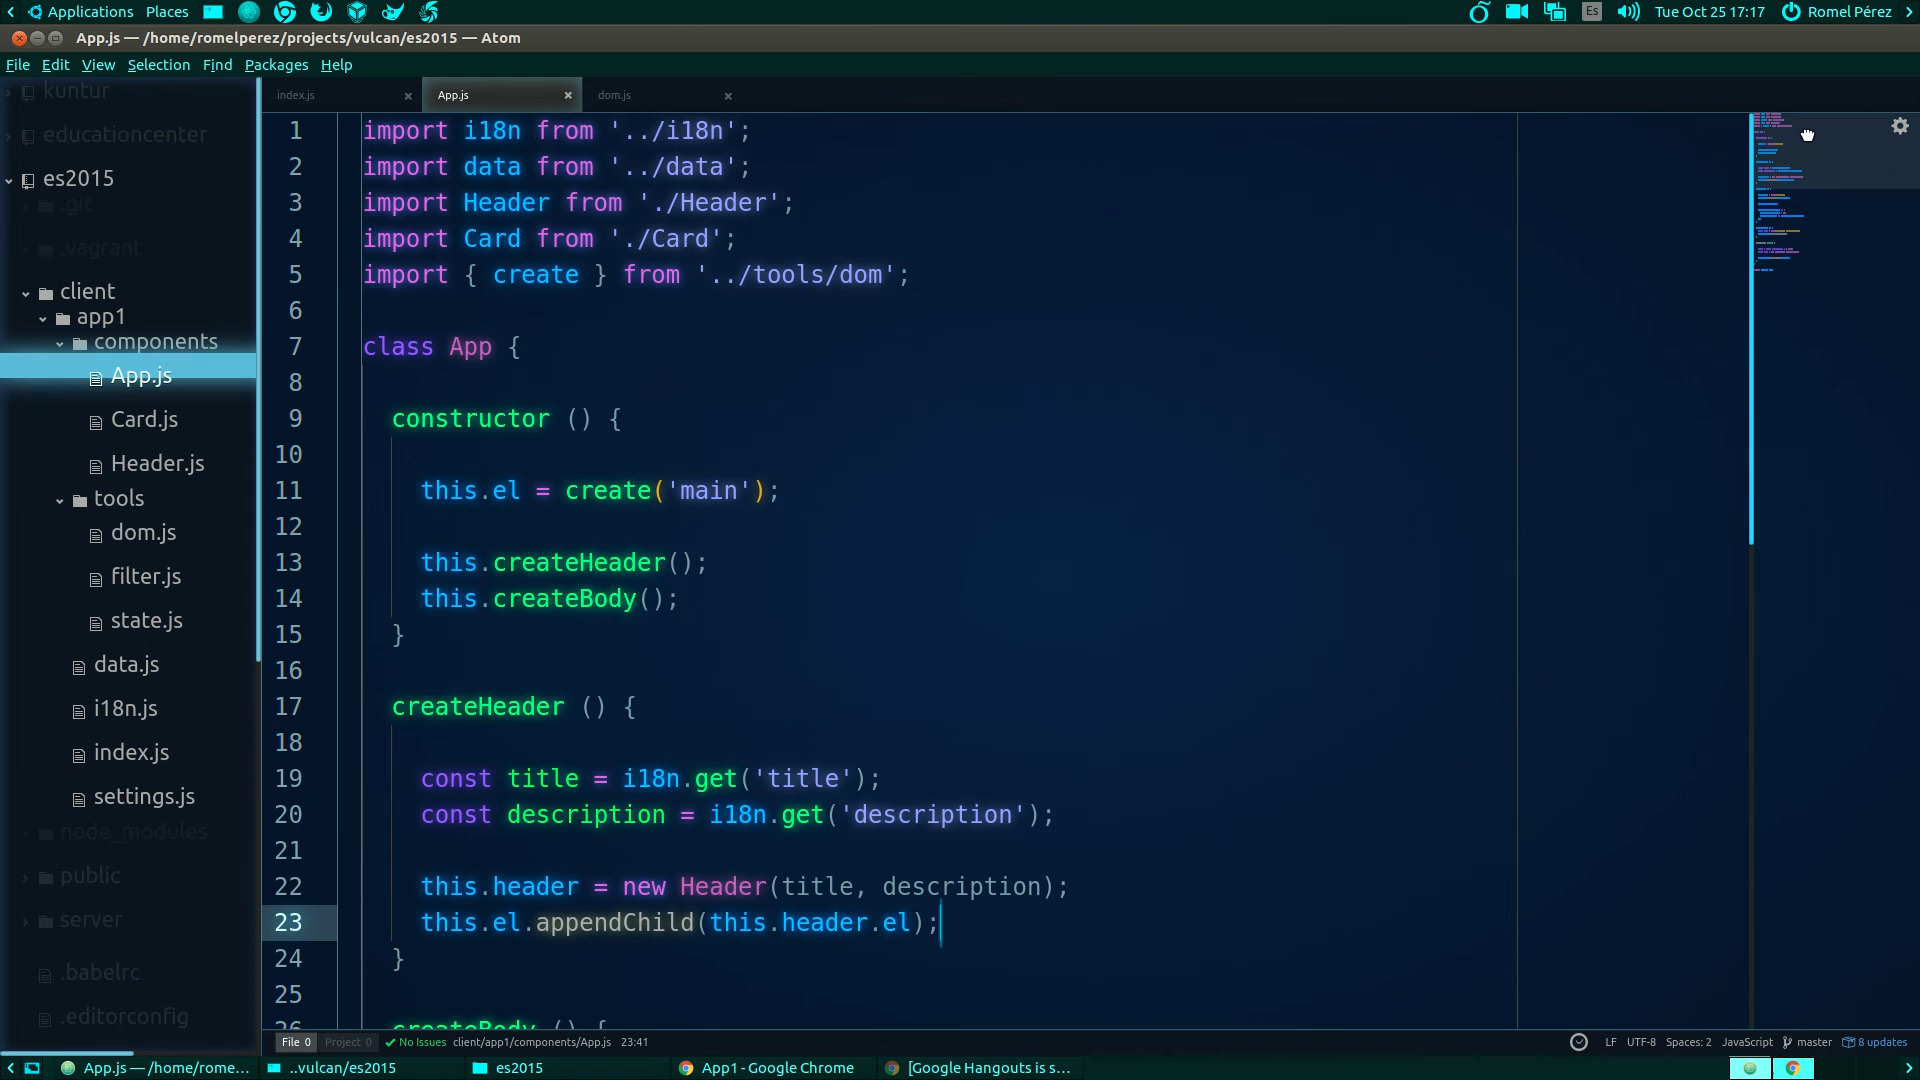 Applications Places Es Tue Oct 25 17:17 Romel Pérez
App.js — /home/romelperez/projects/vulcan/es2015 — Atom
File Edit View Selection Find Packages Help
kuntur
educationcenter
es2015
.git
.vagrant
client
app1
components
App.js
Card.js
Header.js
tools
dom.js
filter.js
state.js
data.js
i18n.js
index.js
settings.js
node_modules
public
server
.babelrc
.editorconfig
index.js App.js dom.js
1 import i18n from '../i18n';
2 import data from '../data';
3 import Header from './Header';
4 import Card from './Card';
5 import { create } from '../tools/dom';
6
7 class App {
8
9 constructor () {
10
11 this.el = create('main');
12
13 this.createHeader();
14 this.createBody();
15 }
16
17 createHeader () {
18
19 const title = i18n.get('title');
20 const description = i18n.get('description');
21
22 this.header = new Header(title, description);
23 this.el.appendChild(this.header.el);
24 }
25
26 createBody () {
File 0 Project 0 No Issues client/app1/components/App.js 23:41 LF UTF-8 Spaces: 2 JavaScript master 8 updates
App.js — /home/rome... ..vulcan/es2015 es2015 App1 - Google Chrome [Google Hangouts is s...